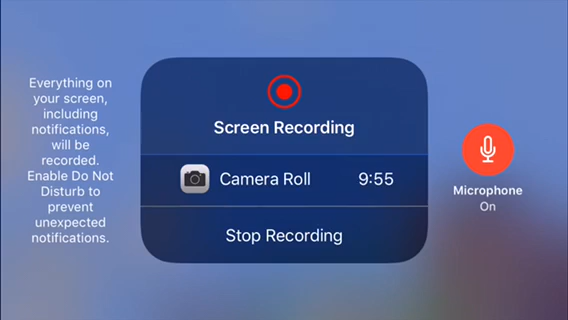 Everything on
your screen,
including
notifications,
will be
recorded.
Enable Do Not
Disturb to
prevent
unexpected
notifications.
Screen Recording
Camera Roll 9:55
Stop Recording
Microphone
On